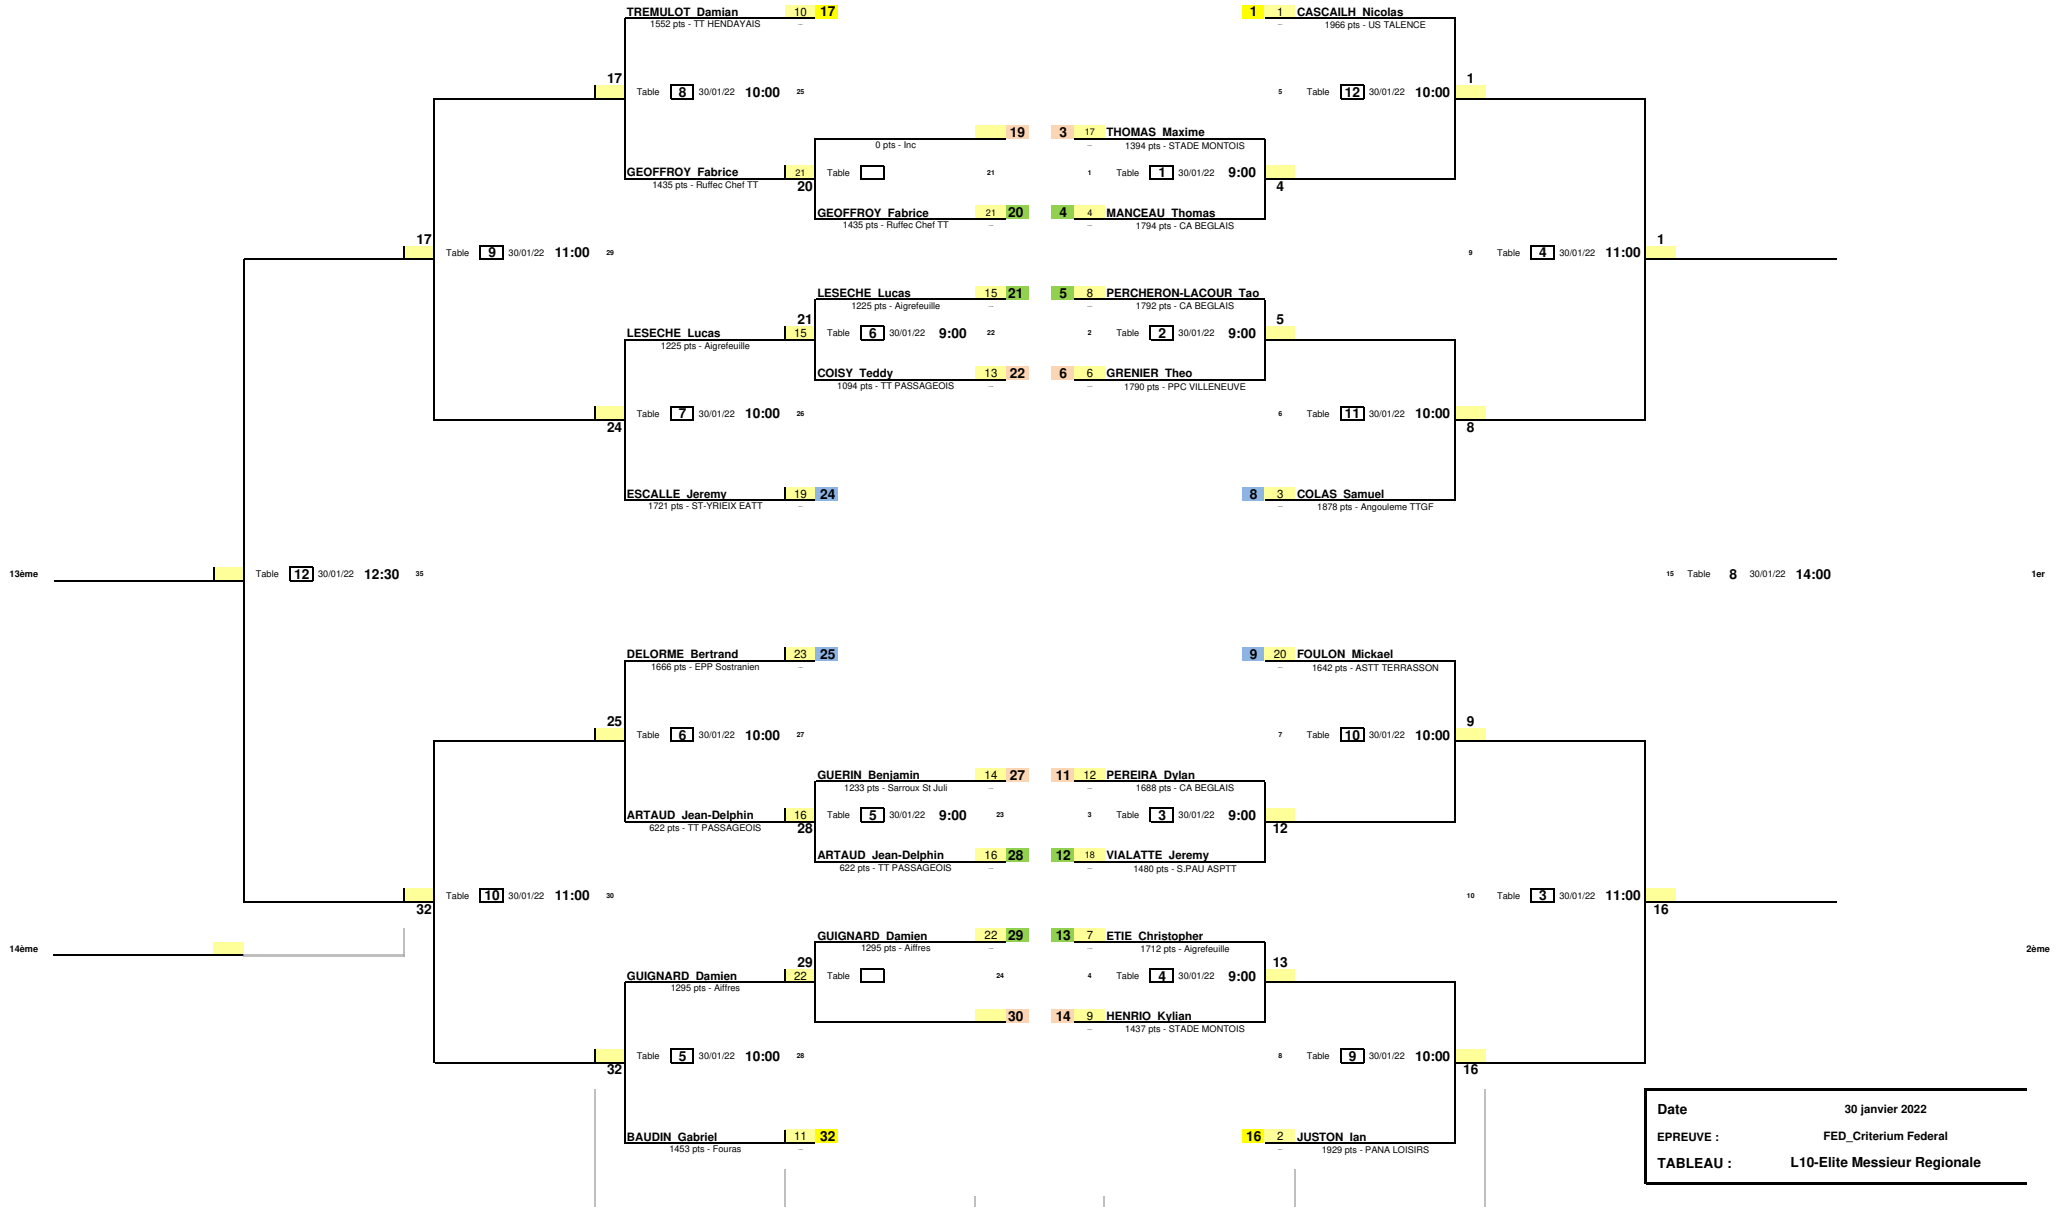 TREMULOT Damian 10 17 1 1 CASCAILH Nicolas
1552 pts - TT HENDAYAIS – – 1966 pts - US TALENCE
17 1
Table 8 30/01/22 10:00 25 5 Table 12 30/01/22 10:00
19 3 17 THOMAS Maxime
0 pts - Inc – 1394 pts - STADE MONTOIS
GEOFFROY Fabrice 21 Table 21 1 Table 1 30/01/22 9:00
1435 pts - Ruffec Chef TT 20 4
GEOFFROY Fabrice 21 20 4 4 MANCEAU Thomas
1435 pts - Ruffec Chef TT – – 1794 pts - CA BEGLAIS
17 1
Table 9 30/01/22 11:00 29 9 Table 4 30/01/22 11:00
LESECHE Lucas 15 21 5 8 PERCHERON-LACOUR Tao
1225 pts - Aigrefeuille – – 1792 pts - CA BEGLAIS
21 5
LESECHE Lucas 15 Table 6 30/01/22 9:00 22 2 Table 2 30/01/22 9:00
1225 pts - Aigrefeuille
COISY Teddy 13 22 6 6 GRENIER Theo
1094 pts - TT PASSAGEOIS – – 1790 pts - PPC VILLENEUVE
Table 7 30/01/22 10:00 26 6 Table 11 30/01/22 10:00
24 8
ESCALLE Jeremy 19 24 8 3 COLAS Samuel
1721 pts - ST-YRIEIX EATT – – 1878 pts - Angouleme TTGF
13ème Table 12 30/01/22 12:30 35 15 Table 8 30/01/22 14:00 1er
DELORME Bertrand 23 25 9 20 FOULON Mickael
1666 pts - EPP Sostranien – – 1642 pts - ASTT TERRASSON
25 9
Table 6 30/01/22 10:00 27 7 Table 10 30/01/22 10:00
GUERIN Benjamin 14 27 11 12 PEREIRA Dylan
1233 pts - Sarroux St Juli – – 1688 pts - CA BEGLAIS
ARTAUD Jean-Delphin 16 Table 5 30/01/22 9:00 23 3 Table 3 30/01/22 9:00
622 pts - TT PASSAGEOIS 28 12
ARTAUD Jean-Delphin 16 28 12 18 VIALATTE Jeremy
622 pts - TT PASSAGEOIS – – 1480 pts - S.PAU ASPTT
Table 10 30/01/22 11:00 30 10 Table 3 30/01/22 11:00
32 16
GUIGNARD Damien 22 29 13 7 ETIE Christopher
14ème 1295 pts - Aiffres – – 1712 pts - Aigrefeuille 2ème
29 13
GUIGNARD Damien 22 Table 24 4 Table 4 30/01/22 9:00
1295 pts - Aiffres
30 14 9 HENRIO Kylian
– 1437 pts - STADE MONTOIS
Table 5 30/01/22 10:00 28 8 Table 9 30/01/22 10:00
32 16
Date 30 janvier 2022
BAUDIN Gabriel 11 32 16 2 JUSTON Ian
EPREUVE : FED_Criterium Federal
1453 pts - Fouras – – 1929 pts - PANA LOISIRS
TABLEAU : L10-Elite Messieur Regionale